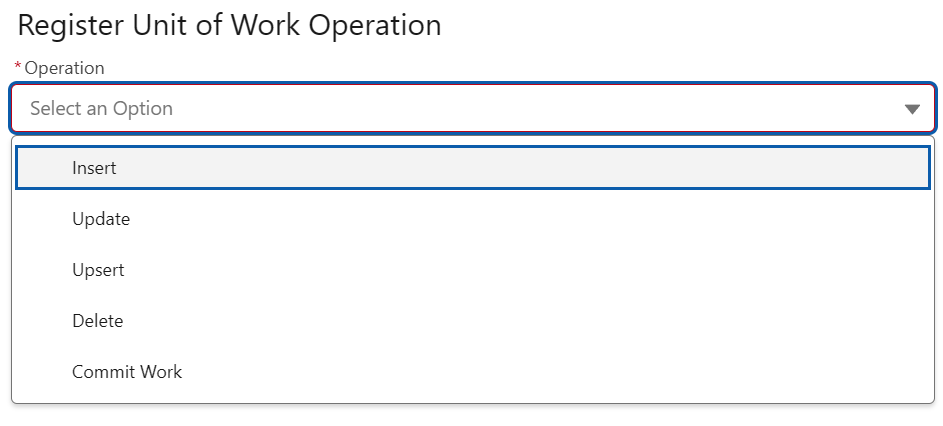 Register Unit of Work Operation
*Operation
Select an Option
Insert
Update
Upsert
Delete
Commit Work